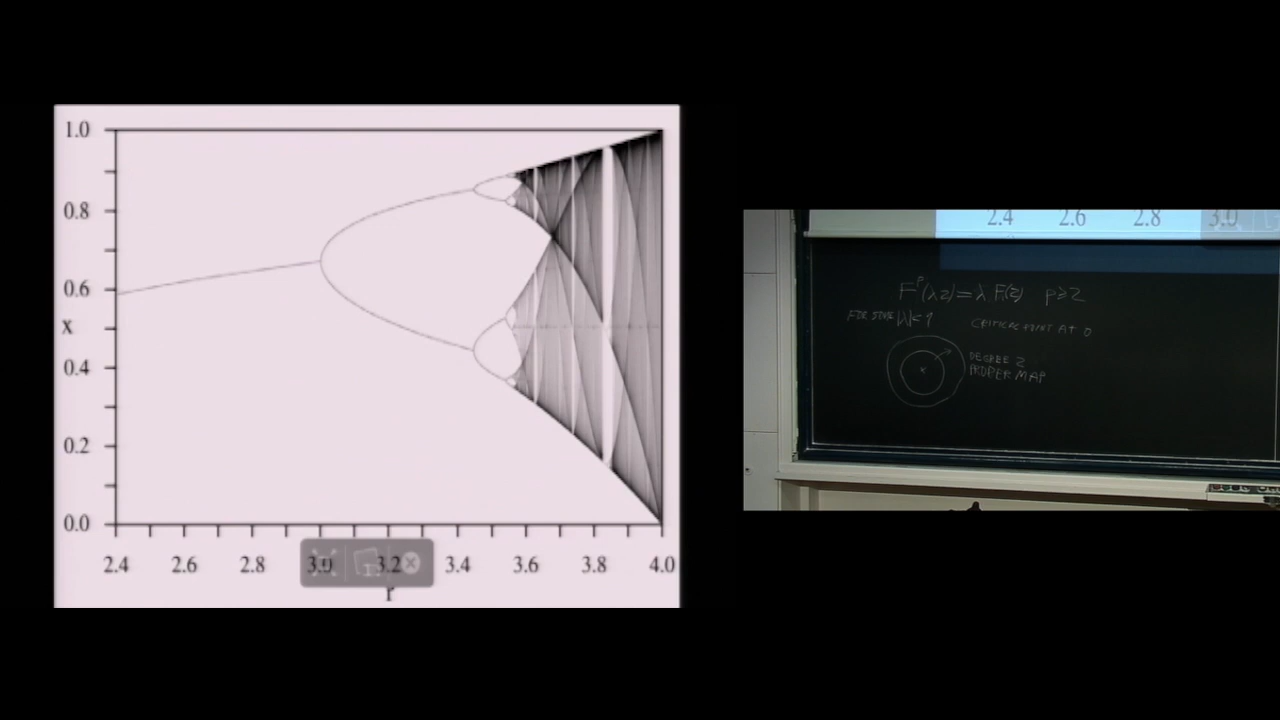 1.0
0.8
0.6
x
0.4
0.2
0.0
2.4 2.6 2.8 3.0 3.2 3.4 3.6 3.8 4.0
r
2.4 2.6 2.8 3.0
F^p(λz)=λF(z) p≥2
FOR SOME |λ|<1 CRITICAL POINT AT 0
DEGREE 2
PROPER MAP